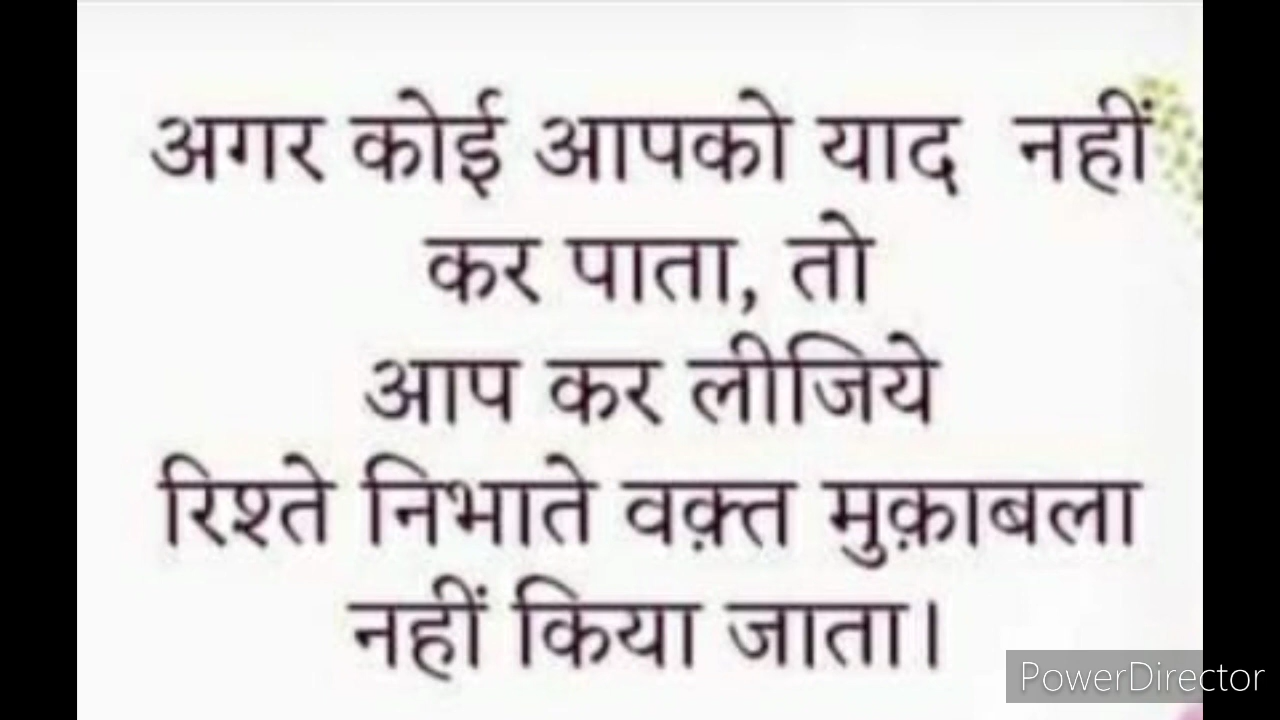 अगर कोई आपको याद नहीं
कर पाता, तो
आप कर लीजिये
रिश्ते निभाते वक़्त मुक़ाबला
नहीं किया जाता।
PowerDirector